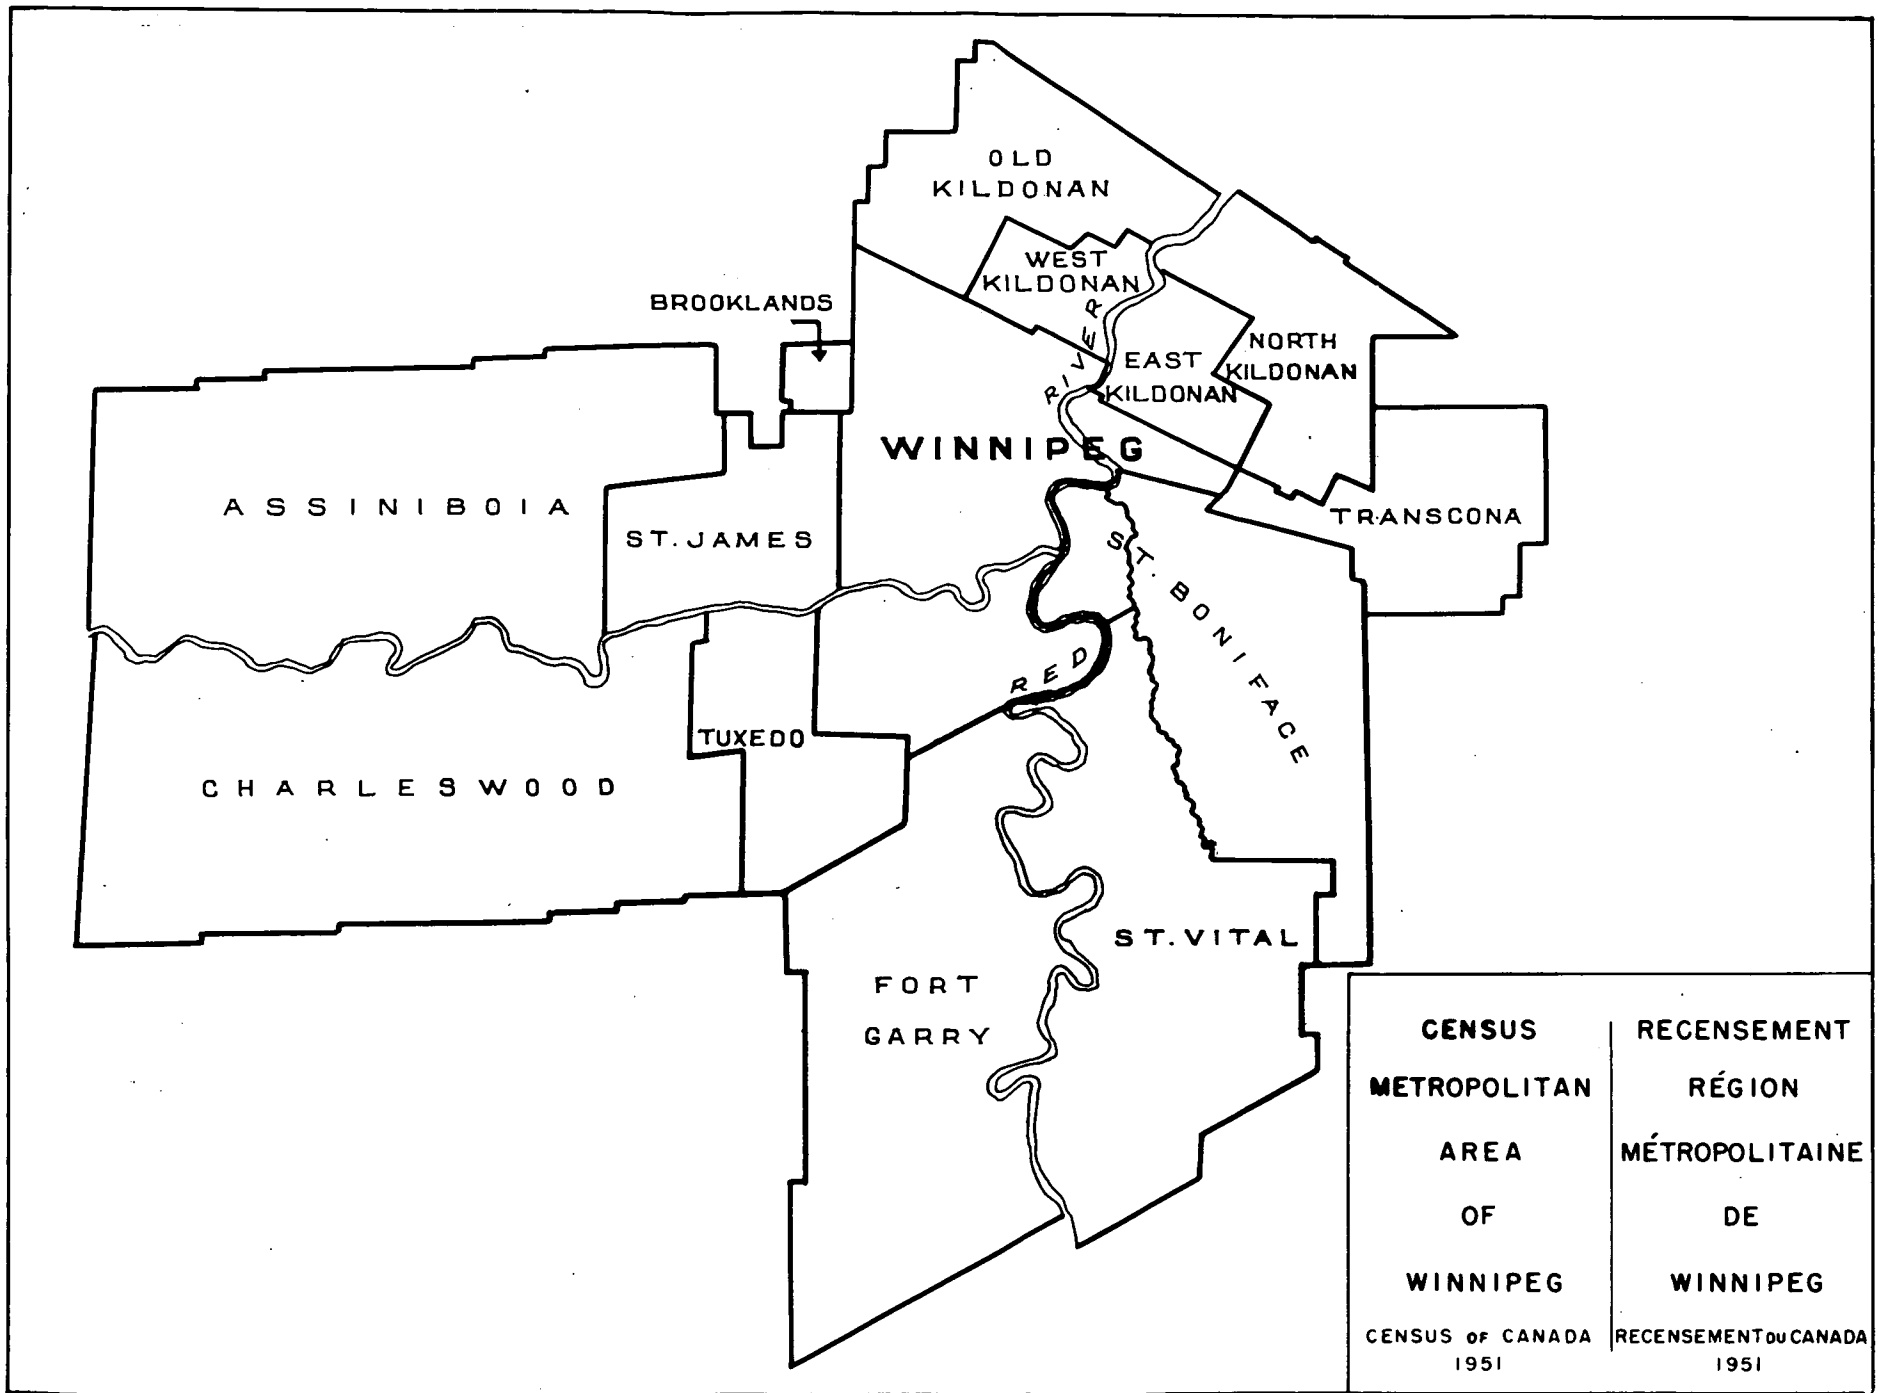 OLD
KILDONAN
WEST
KILDONAN
BROOKLANDS
RIVER
NORTH
KILDONAN
EAST
KILDONAN
WINNIPEG
ASSINIBOIA
ST. JAMES
TRANSCONA
ST. BONIFACE
RED
TUXEDO
CHARLESWOOD
ST. VITAL
FORT
GARRY
CENSUS
METROPOLITAN
AREA
OF
WINNIPEG
CENSUS OF CANADA
1951
RECENSEMENT
RÉGION
MÉTROPOLITAINE
DE
WINNIPEG
RECENSEMENT DU CANADA
1951